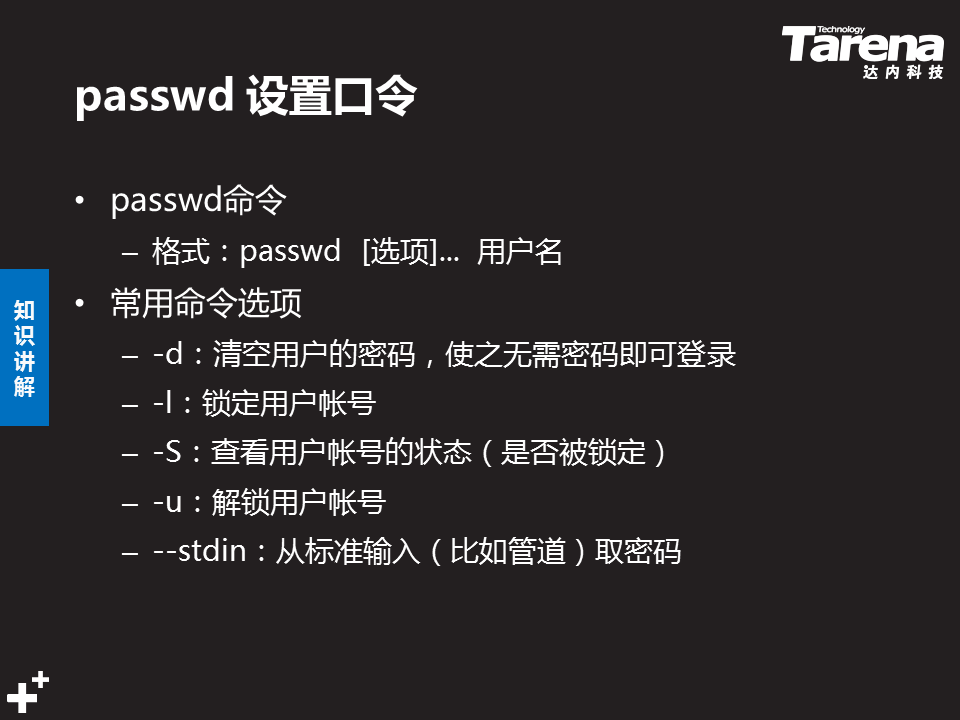 Technology
Tarena
达内科技
passwd 设置口令
• passwd命令
– 格式：passwd [选项]... 用户名
• 常用命令选项
– -d：清空用户的密码，使之无需密码即可登录
– -l：锁定用户帐号
– -S：查看用户帐号的状态（是否被锁定）
– -u：解锁用户帐号
– --stdin：从标准输入（比如管道）取密码
知识讲解